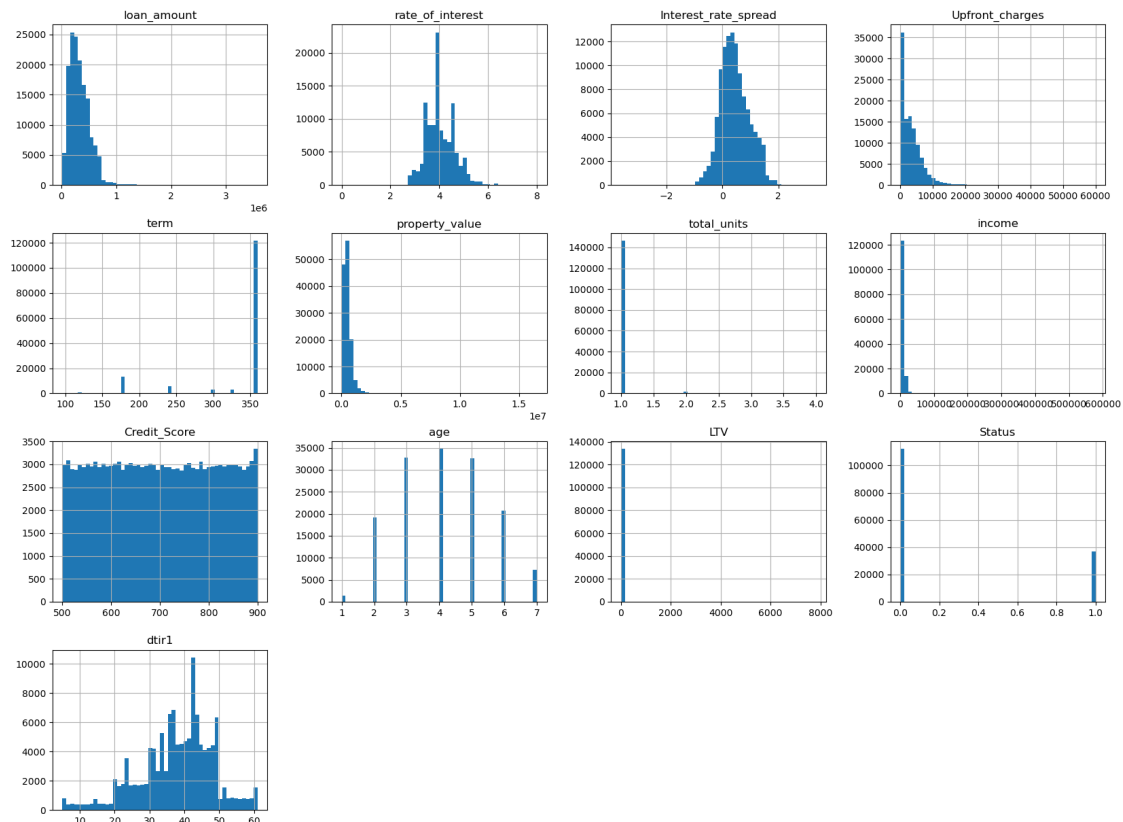 loan_amount rate_of_interest Interest_rate_spread Upfront_charges
25000 20000 15000 10000 5000 0
0 1 2 3
1e6
20000 15000 10000 5000 0
0 2 4 6 8
12000 10000 8000 6000 4000 2000 0
−2 0 2
35000 30000 25000 20000 15000 10000 5000 0
0 10000 20000 30000 40000 50000 60000
term property_value total_units income
120000 100000 80000 60000 40000 20000 0
100 150 200 250 300 350
50000 40000 30000 20000 10000 0
0.0 0.5 1.0 1.5
1e7
140000 120000 100000 80000 60000 40000 20000 0
1.0 1.5 2.0 2.5 3.0 3.5 4.0
120000 100000 80000 60000 40000 20000 0
0 100000 200000 300000 400000 500000 600000
Credit_Score age LTV Status
3500 3000 2500 2000 1500 1000 500 0
500 600 700 800 900
35000 30000 25000 20000 15000 10000 5000 0
1 2 3 4 5 6 7
140000 120000 100000 80000 60000 40000 20000 0
0 2000 4000 6000 8000
100000 80000 60000 40000 20000 0
0.0 0.2 0.4 0.6 0.8 1.0
dtir1
10000 8000 6000 4000 2000 0
10 20 30 40 50 60